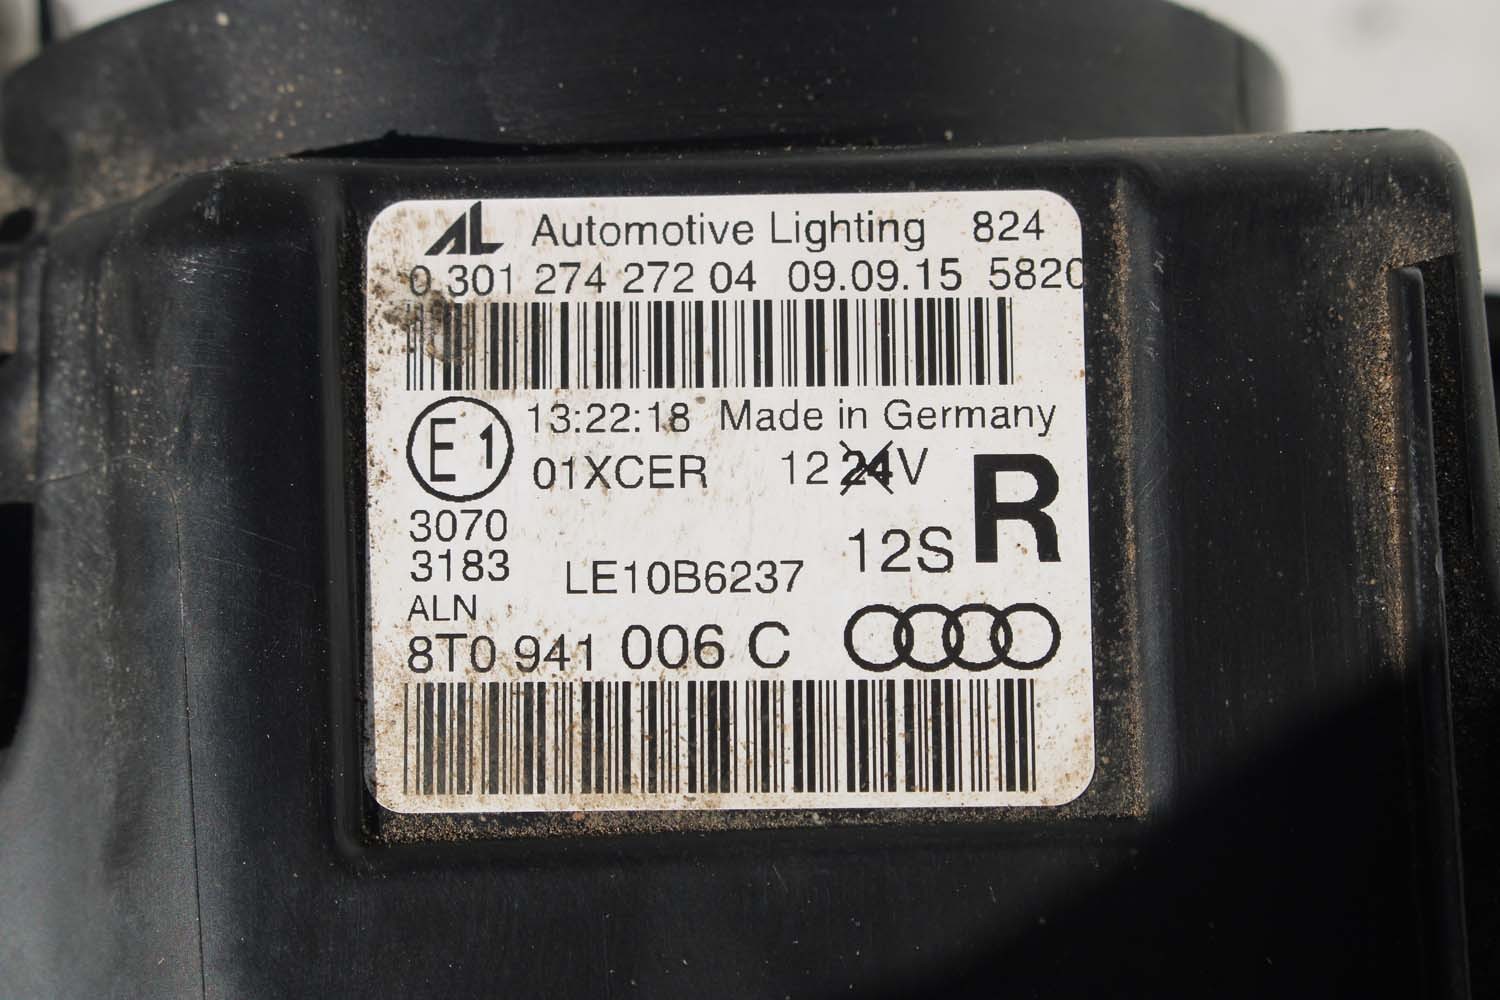 AL Automotive Lighting 824
0 301 274 272 04 09.09.15 5820
E1 13:22:18 Made in Germany
01XCER 12 24 V R
3070
3183 LE10B6237 12S
ALN
8T0 941 006 C